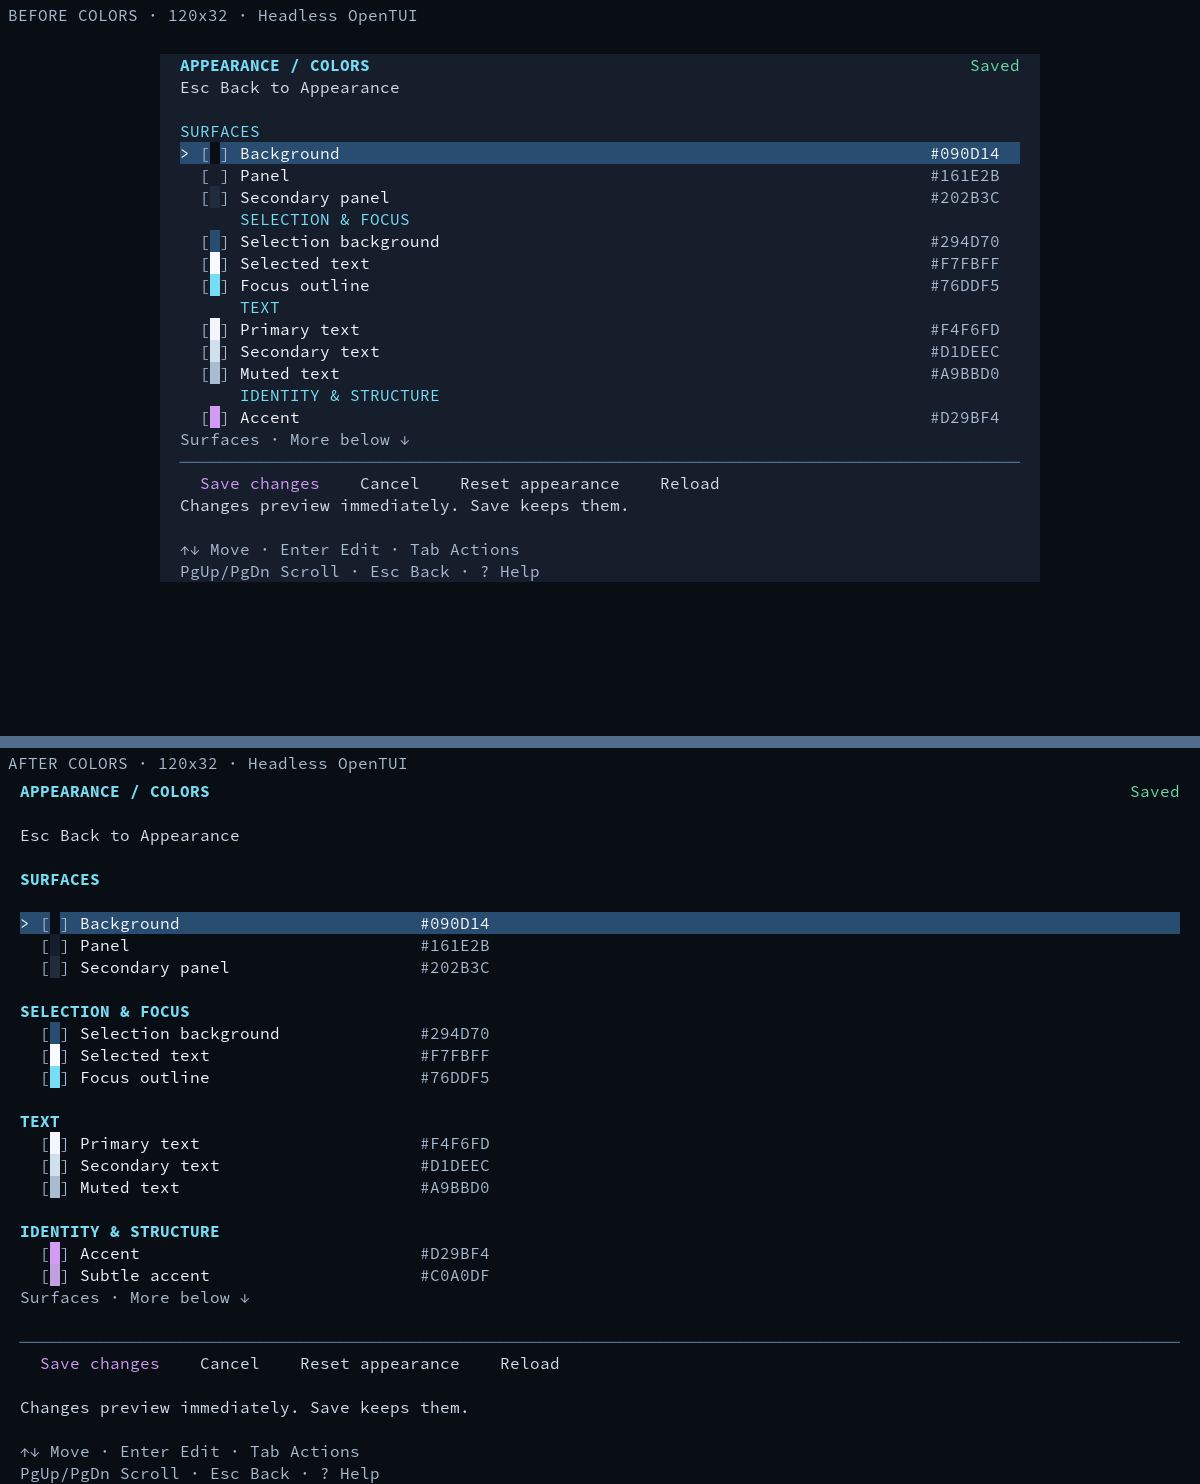 BEFORE COLORS · 120x32 · Headless OpenTUI
APPEARANCE / COLORS Saved
Esc Back to Appearance
SURFACES
> [ ] Background #090D14
[ ] Panel #161E2B
[ ] Secondary panel #202B3C
SELECTION & FOCUS
[ ] Selection background #294D70
[ ] Selected text #F7FBFF
[ ] Focus outline #76DDF5
TEXT
[ ] Primary text #F4F6FD
[ ] Secondary text #D1DEEC
[ ] Muted text #A9BBD0
IDENTITY & STRUCTURE
[ ] Accent #D29BF4
Surfaces · More below ↓
Save changes Cancel Reset appearance Reload
Changes preview immediately. Save keeps them.
↑↓ Move · Enter Edit · Tab Actions
PgUp/PgDn Scroll · Esc Back · ? Help
AFTER COLORS · 120x32 · Headless OpenTUI
APPEARANCE / COLORS Saved
Esc Back to Appearance
SURFACES
> [ ] Background #090D14
[ ] Panel #161E2B
[ ] Secondary panel #202B3C
SELECTION & FOCUS
[ ] Selection background #294D70
[ ] Selected text #F7FBFF
[ ] Focus outline #76DDF5
TEXT
[ ] Primary text #F4F6FD
[ ] Secondary text #D1DEEC
[ ] Muted text #A9BBD0
IDENTITY & STRUCTURE
[ ] Accent #D29BF4
[ ] Subtle accent #C0A0DF
Surfaces · More below ↓
Save changes Cancel Reset appearance Reload
Changes preview immediately. Save keeps them.
↑↓ Move · Enter Edit · Tab Actions
PgUp/PgDn Scroll · Esc Back · ? Help